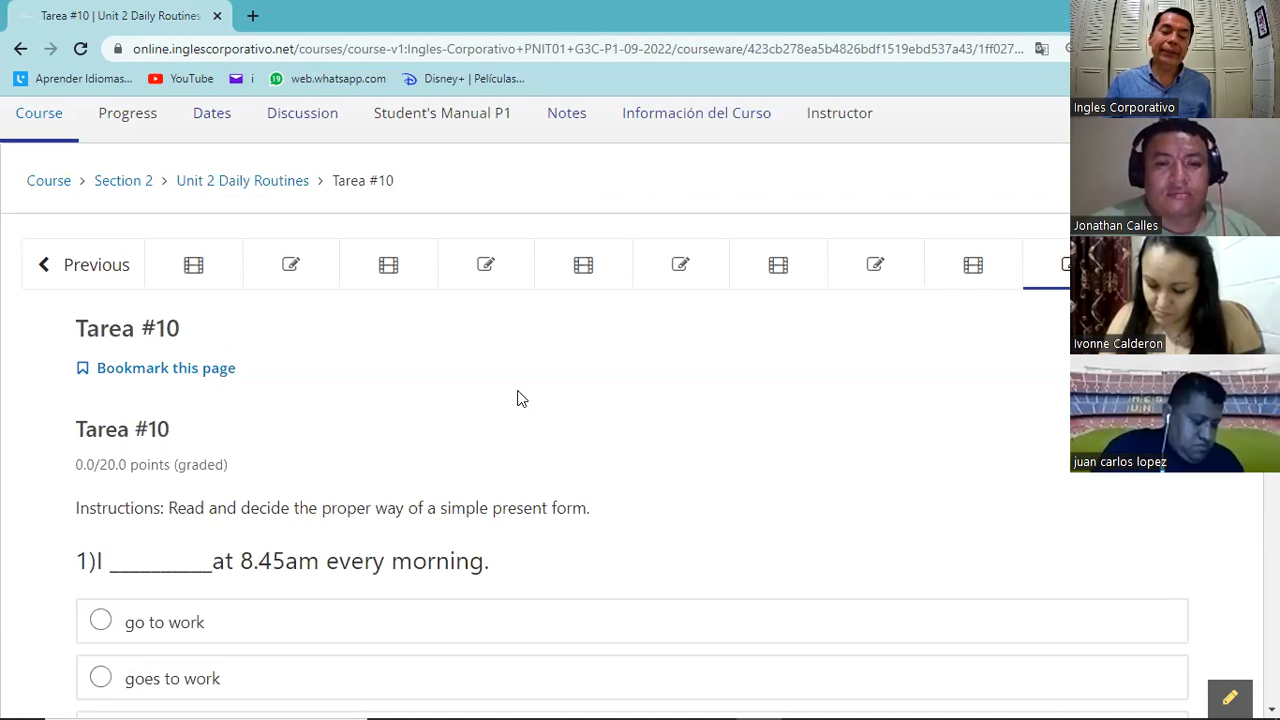 Tarea #10 | Unit 2 Daily Routines
online.inglescorporativo.net/courses/course-v1:Ingles-Corporativo+PNIT01+G3C-P1-09-2022/courseware/423cb278ea5b4826bdf1519ebd5373c1ff027...
Aprender Idiomas...
YouTube
i
web.whatsapp.com
Disney+ | Películas...
Course
Progress
Dates
Discussion
Student's Manual P1
Notes
Información del Curso
Instructor
Course > Section 2 > Unit 2 Daily Routines > Tarea #10
Previous
Tarea #10
Bookmark this page
Tarea #10
0.0/20.0 points (graded)
Instructions: Read and decide the proper way of a simple present form.
1)I __________at 8.45am every morning.
go to work
goes to work
Ingles Corporativo
Jonathan Calles
Ivonne Calderon
juan carlos lopez